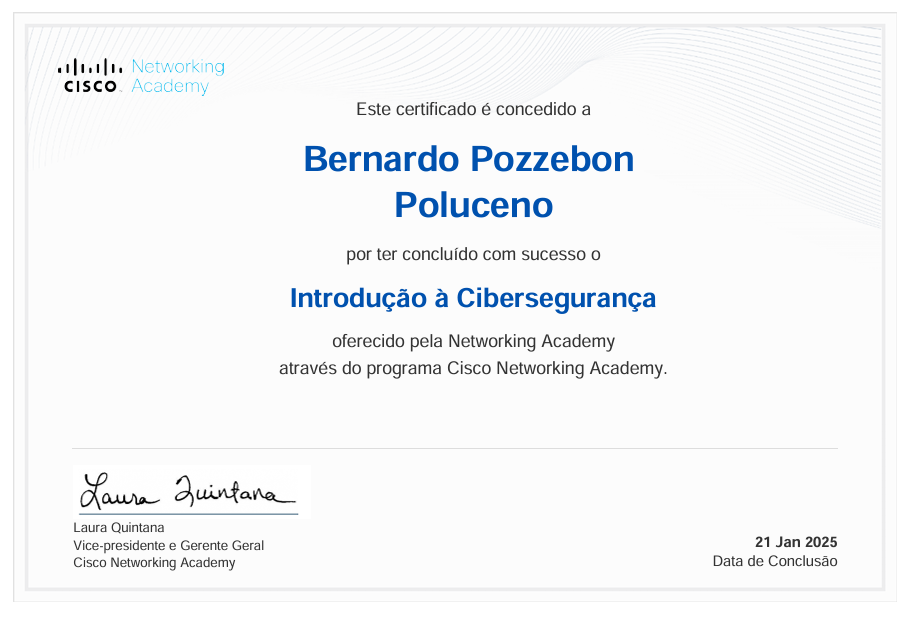 CISCO Networking Academy
Este certificado é concedido a
Bernardo Pozzebon
Poluceno
por ter concluído com sucesso o
Introdução à Cibersegurança
oferecido pela Networking Academy
através do programa Cisco Networking Academy.
Laura Quintana
Laura Quintana
Vice-presidente e Gerente Geral
Cisco Networking Academy
21 Jan 2025
Data de Conclusão